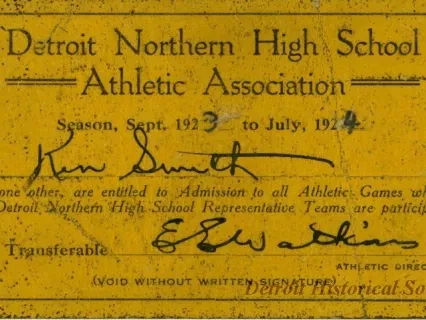 Detroit Northern High School
Athletic Association
Season, Sept. 1923 to July, 1924
Ken Smith
one other, are entitled to Admission to all Athletic Games wh
Detroit Northern High School Representative Teams are particip
Transferable E E Watkins
ATHLETIC DIREC
(VOID WITHOUT WRITTEN SIGNATURE)
Detroit Historical So